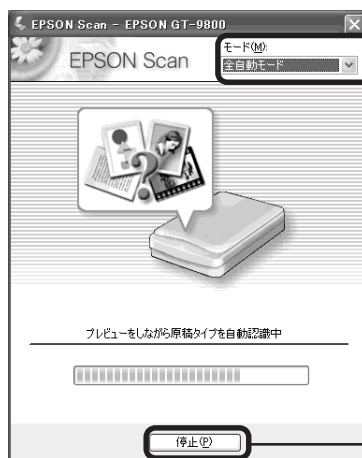 EPSON Scan - EPSON GT-9800
EPSON Scan
モード(M):
全自動モード
プレビューをしながら原稿タイプを自動認識中
停止(P)